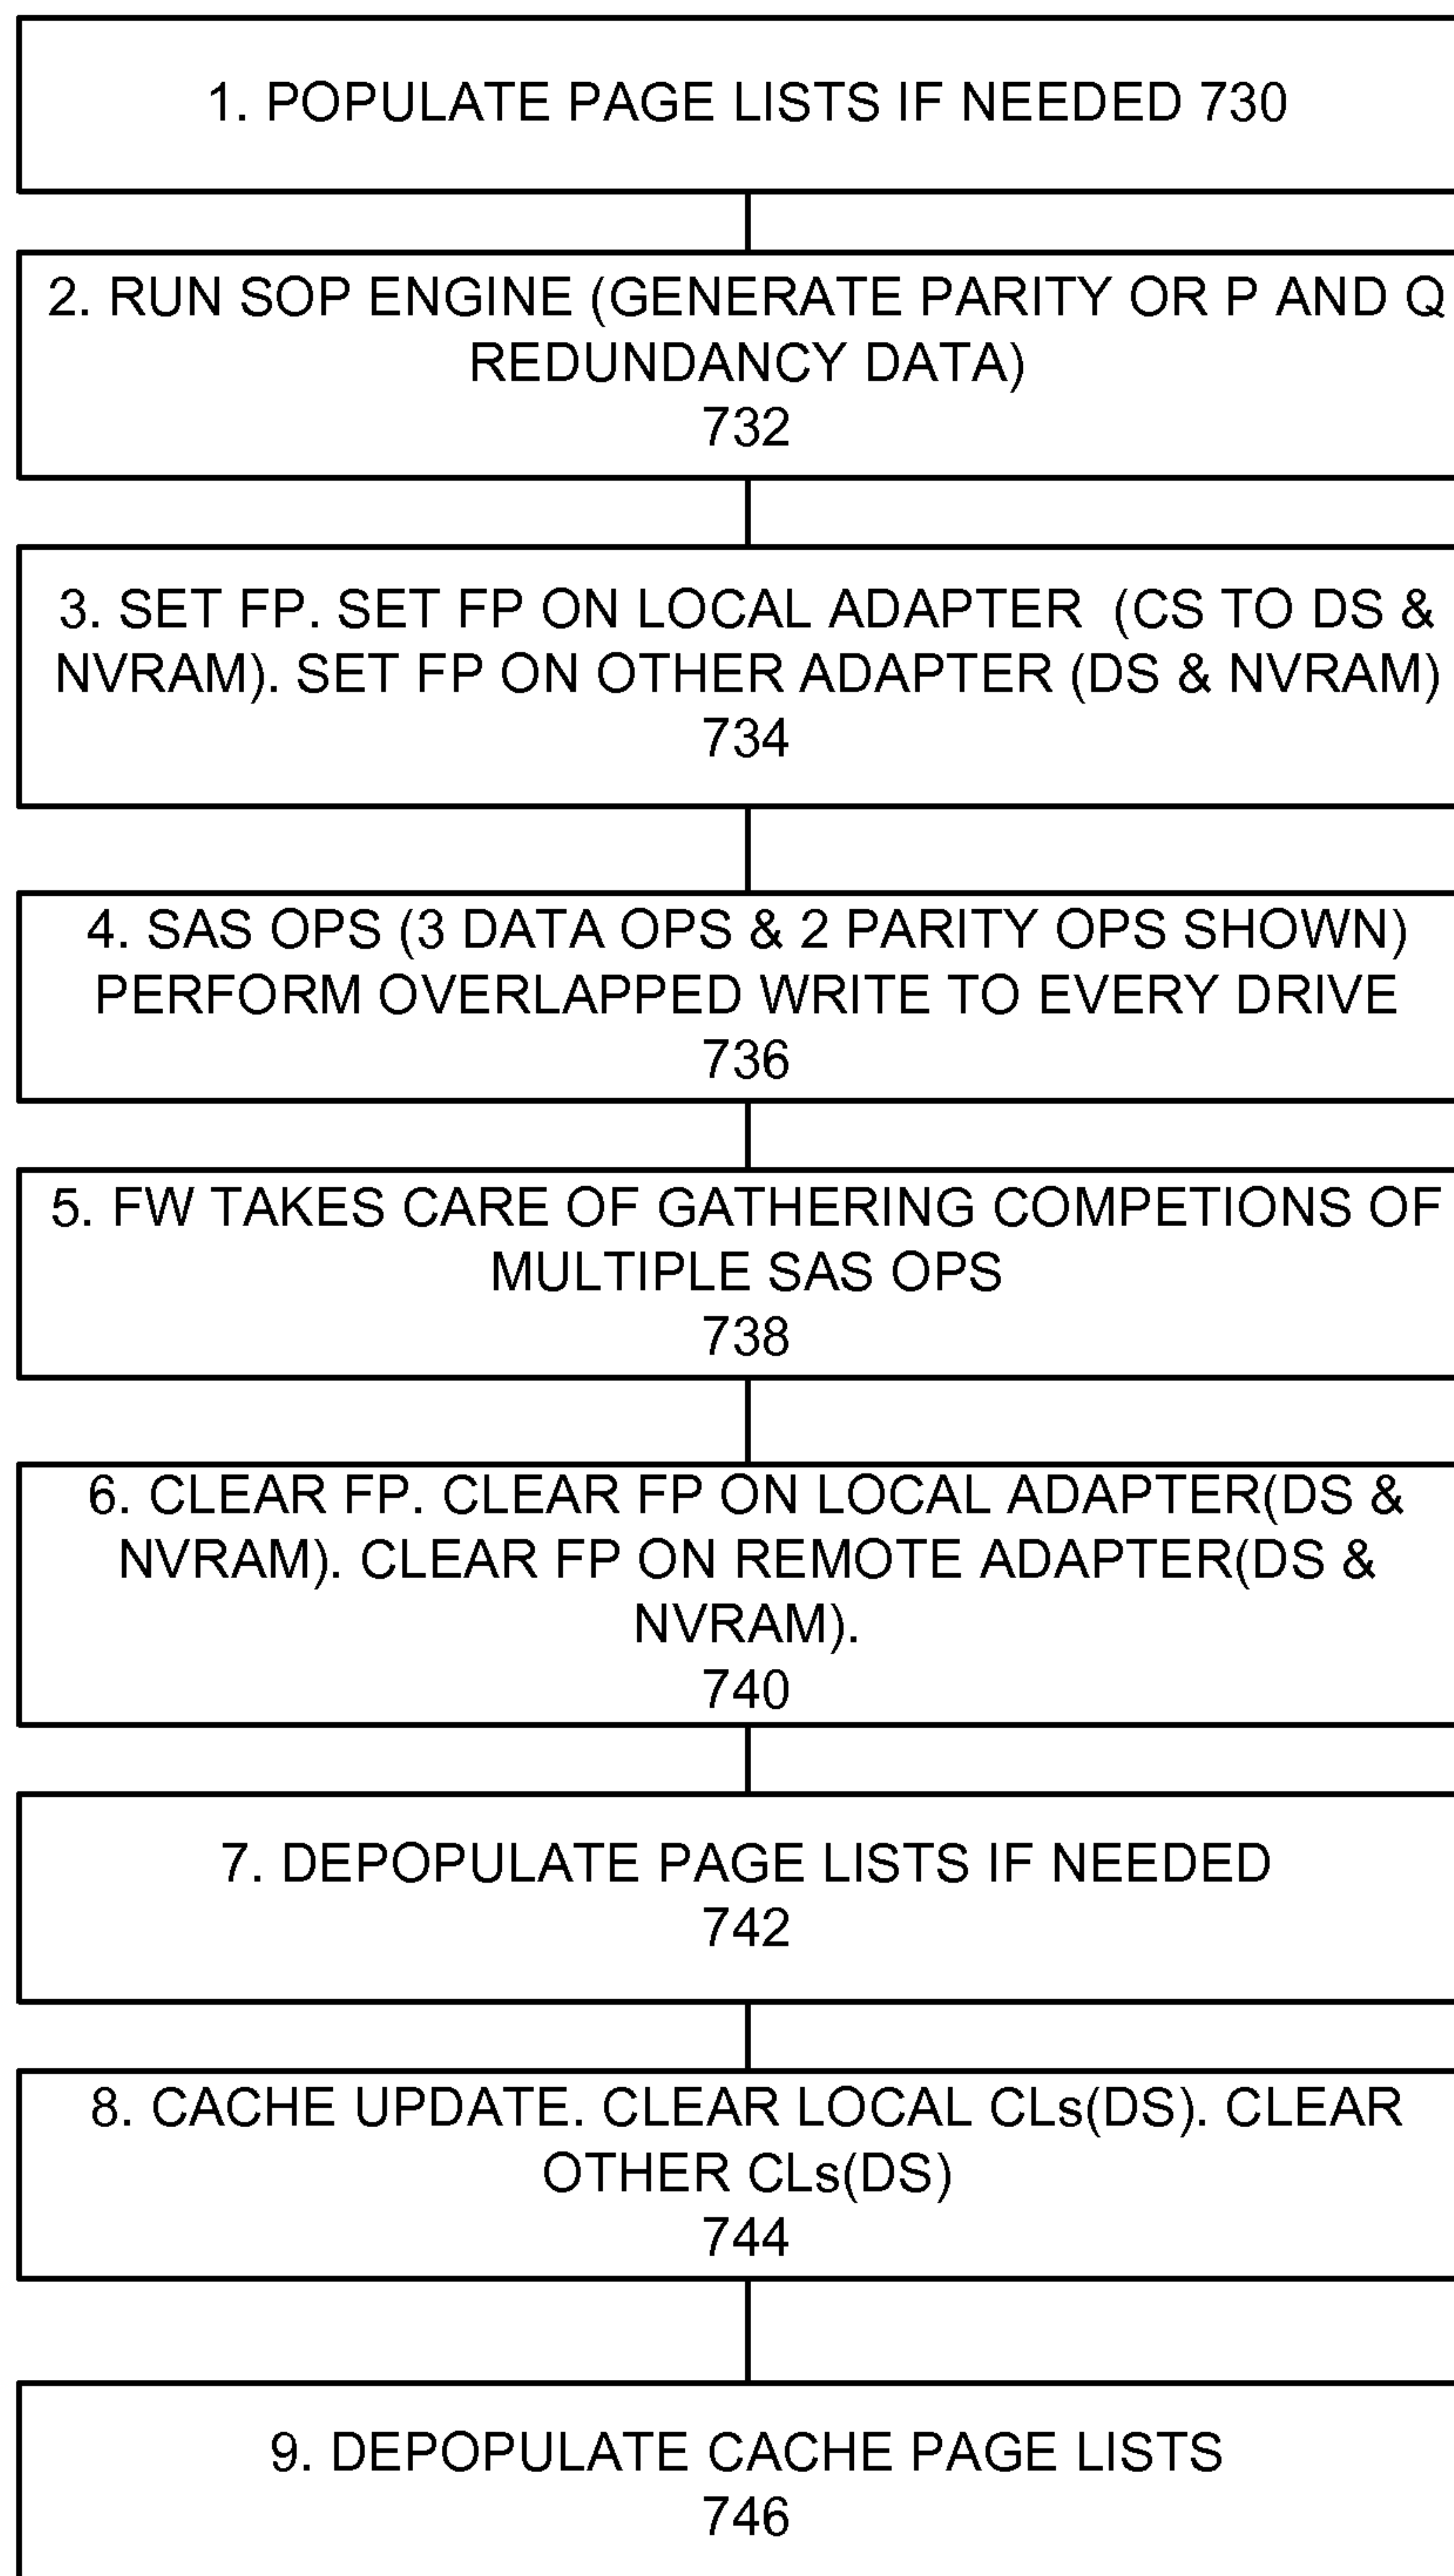 1. POPULATE PAGE LISTS IF NEEDED 730
2. RUN SOP ENGINE (GENERATE PARITY OR P AND Q
REDUNDANCY DATA)
732
3. SET FP. SET FP ON LOCAL ADAPTER (CS TO DS &
NVRAM). SET FP ON OTHER ADAPTER (DS & NVRAM)
734
4. SAS OPS (3 DATA OPS & 2 PARITY OPS SHOWN)
PERFORM OVERLAPPED WRITE TO EVERY DRIVE
736
5. FW TAKES CARE OF GATHERING COMPETIONS OF
MULTIPLE SAS OPS
738
6. CLEAR FP. CLEAR FP ON LOCAL ADAPTER(DS &
NVRAM). CLEAR FP ON REMOTE ADAPTER(DS &
NVRAM).
740
7. DEPOPULATE PAGE LISTS IF NEEDED
742
8. CACHE UPDATE. CLEAR LOCAL CLs(DS). CLEAR
OTHER CLs(DS)
744
9. DEPOPULATE CACHE PAGE LISTS
746